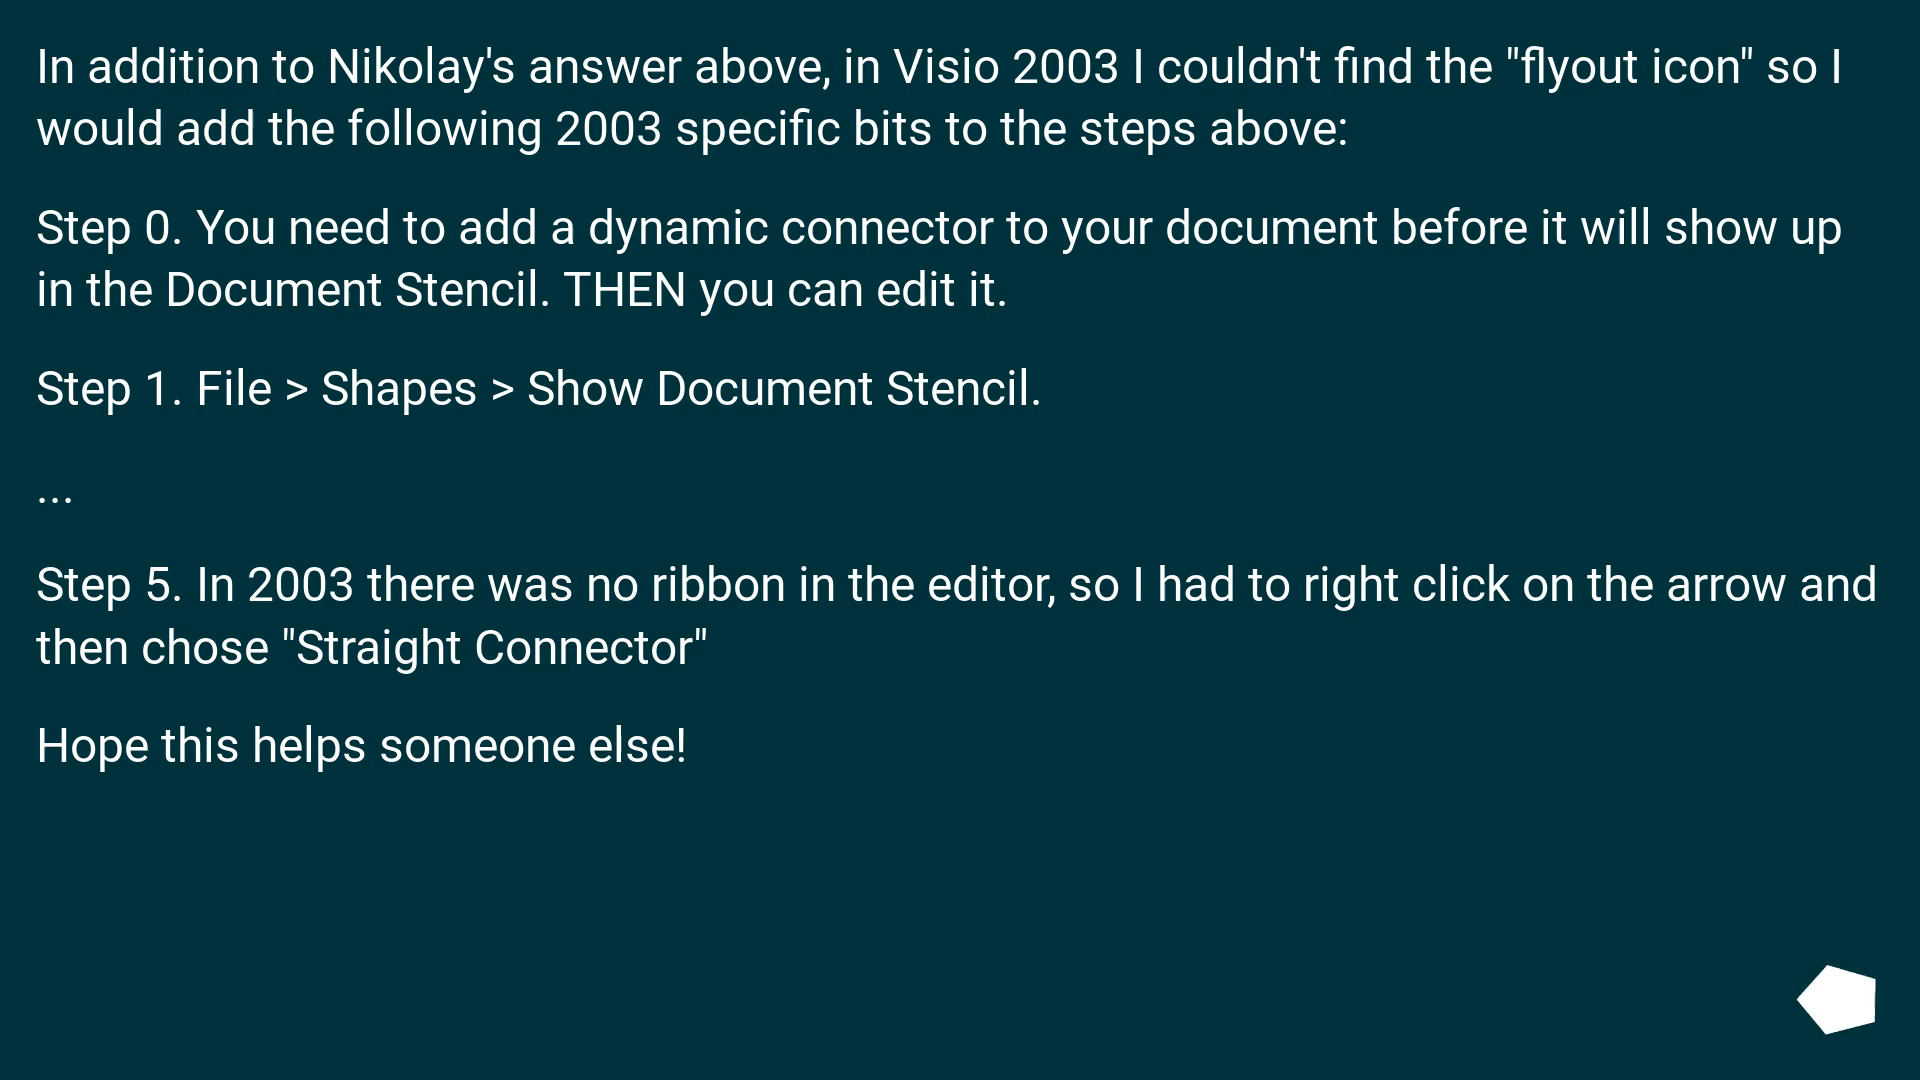 In addition to Nikolay's answer above, in Visio 2003 I couldn't find the "flyout icon" so I
would add the following 2003 specific bits to the steps above:
Step 0. You need to add a dynamic connector to your document before it will show up
in the Document Stencil. THEN you can edit it.
Step 1. File > Shapes > Show Document Stencil.
...
Step 5. In 2003 there was no ribbon in the editor, so I had to right click on the arrow and
then chose "Straight Connector"
Hope this helps someone else!